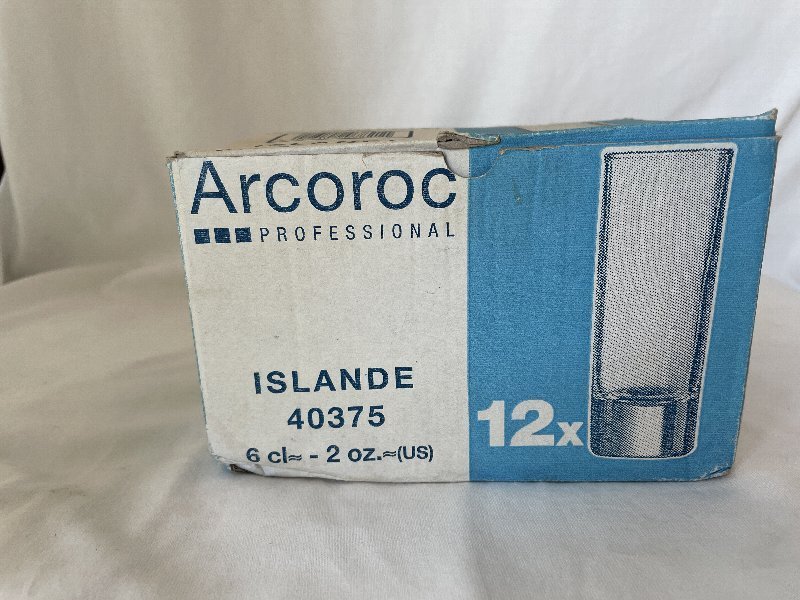 Arcoroc
PROFESSIONAL
ISLANDE
40375
6 cl≈ - 2 oz.≈(US)
12x